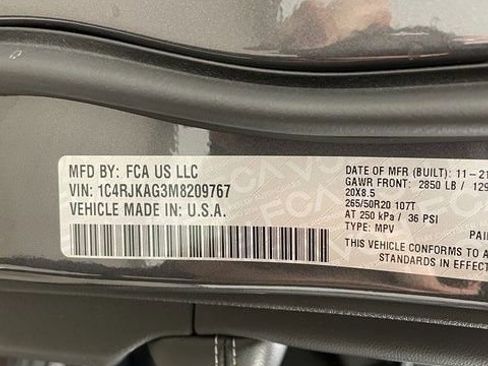 MFD BY: FCA US LLC
VIN: 1C4RJKAG3M8209767
VEHICLE MADE IN: U.S.A.
DATE OF MFR (BUILT): 11-21
GAWR FRONT: 2850 LB / 129
20X8.5
265/50R20 107T
AT 250 kPa / 36 PSI
TYPE: MPV
PAI
THIS VEHICLE CONFORMS TO A
STANDARDS IN EFFECT